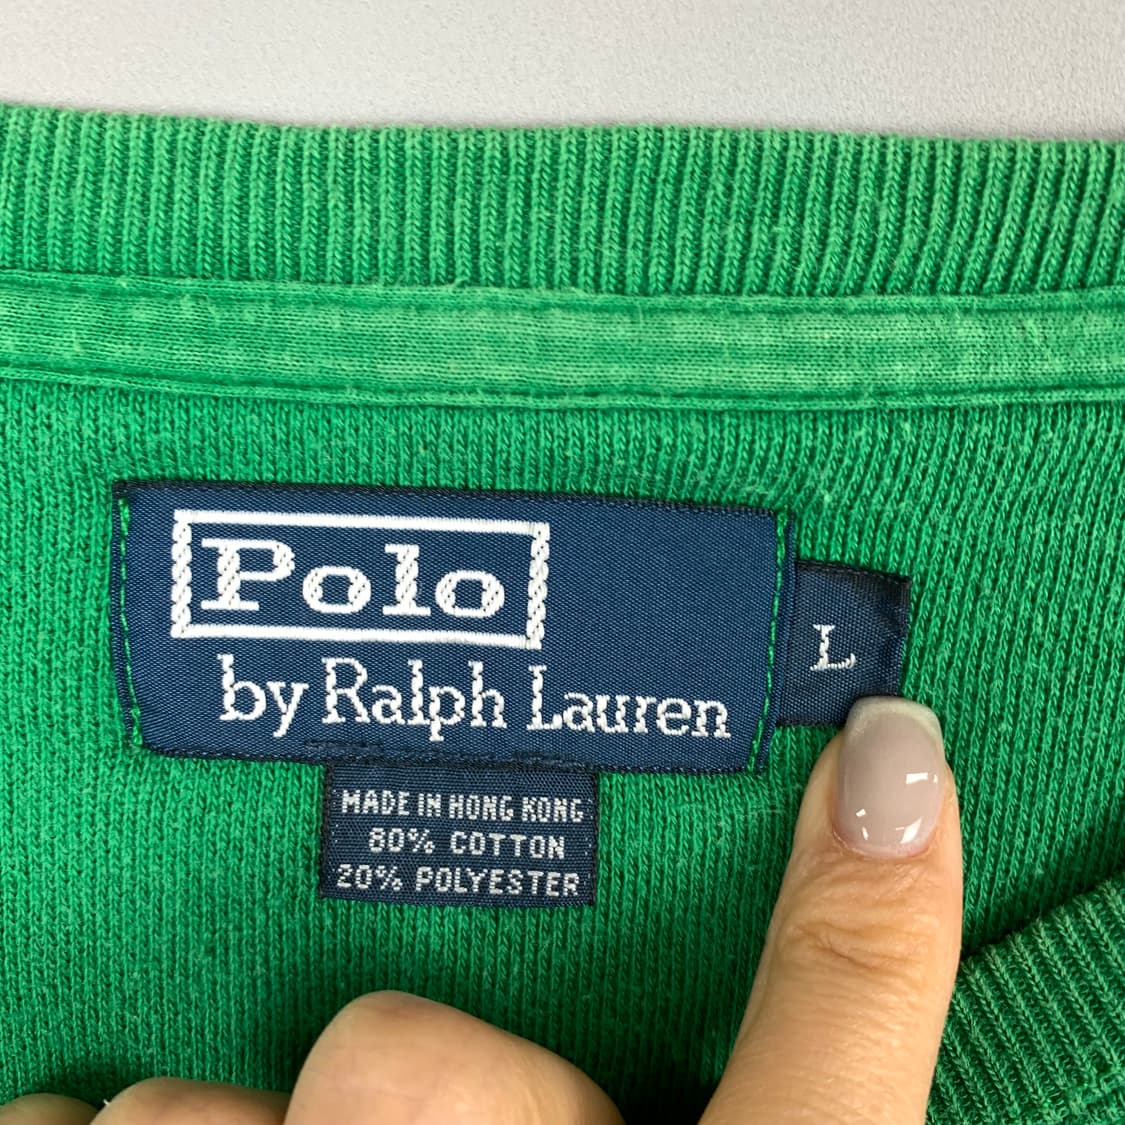 Polo
by Ralph Lauren
L
MADE IN HONG KONG
80% COTTON
20% POLYESTER